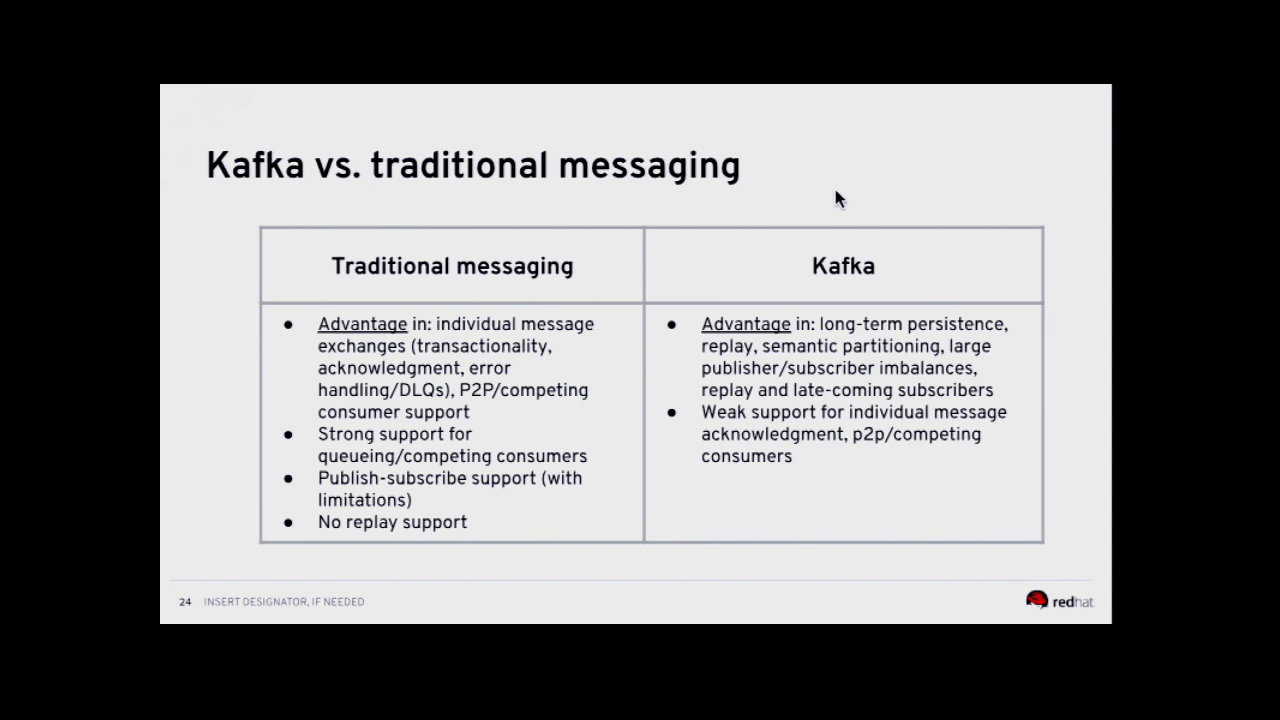 Kafka vs. traditional messaging
Traditional messaging
Kafka
● Advantage in: individual message
exchanges (transactionality,
acknowledgment, error
handling/DLQs), P2P/competing
consumer support
● Strong support for
queueing/competing consumers
● Publish-subscribe support (with
limitations)
● No replay support
● Advantage in: long-term persistence,
replay, semantic partitioning, large
publisher/subscriber imbalances,
replay and late-coming subscribers
● Weak support for individual message
acknowledgment, p2p/competing
consumers
24 INSERT DESIGNATOR, IF NEEDED
redhat